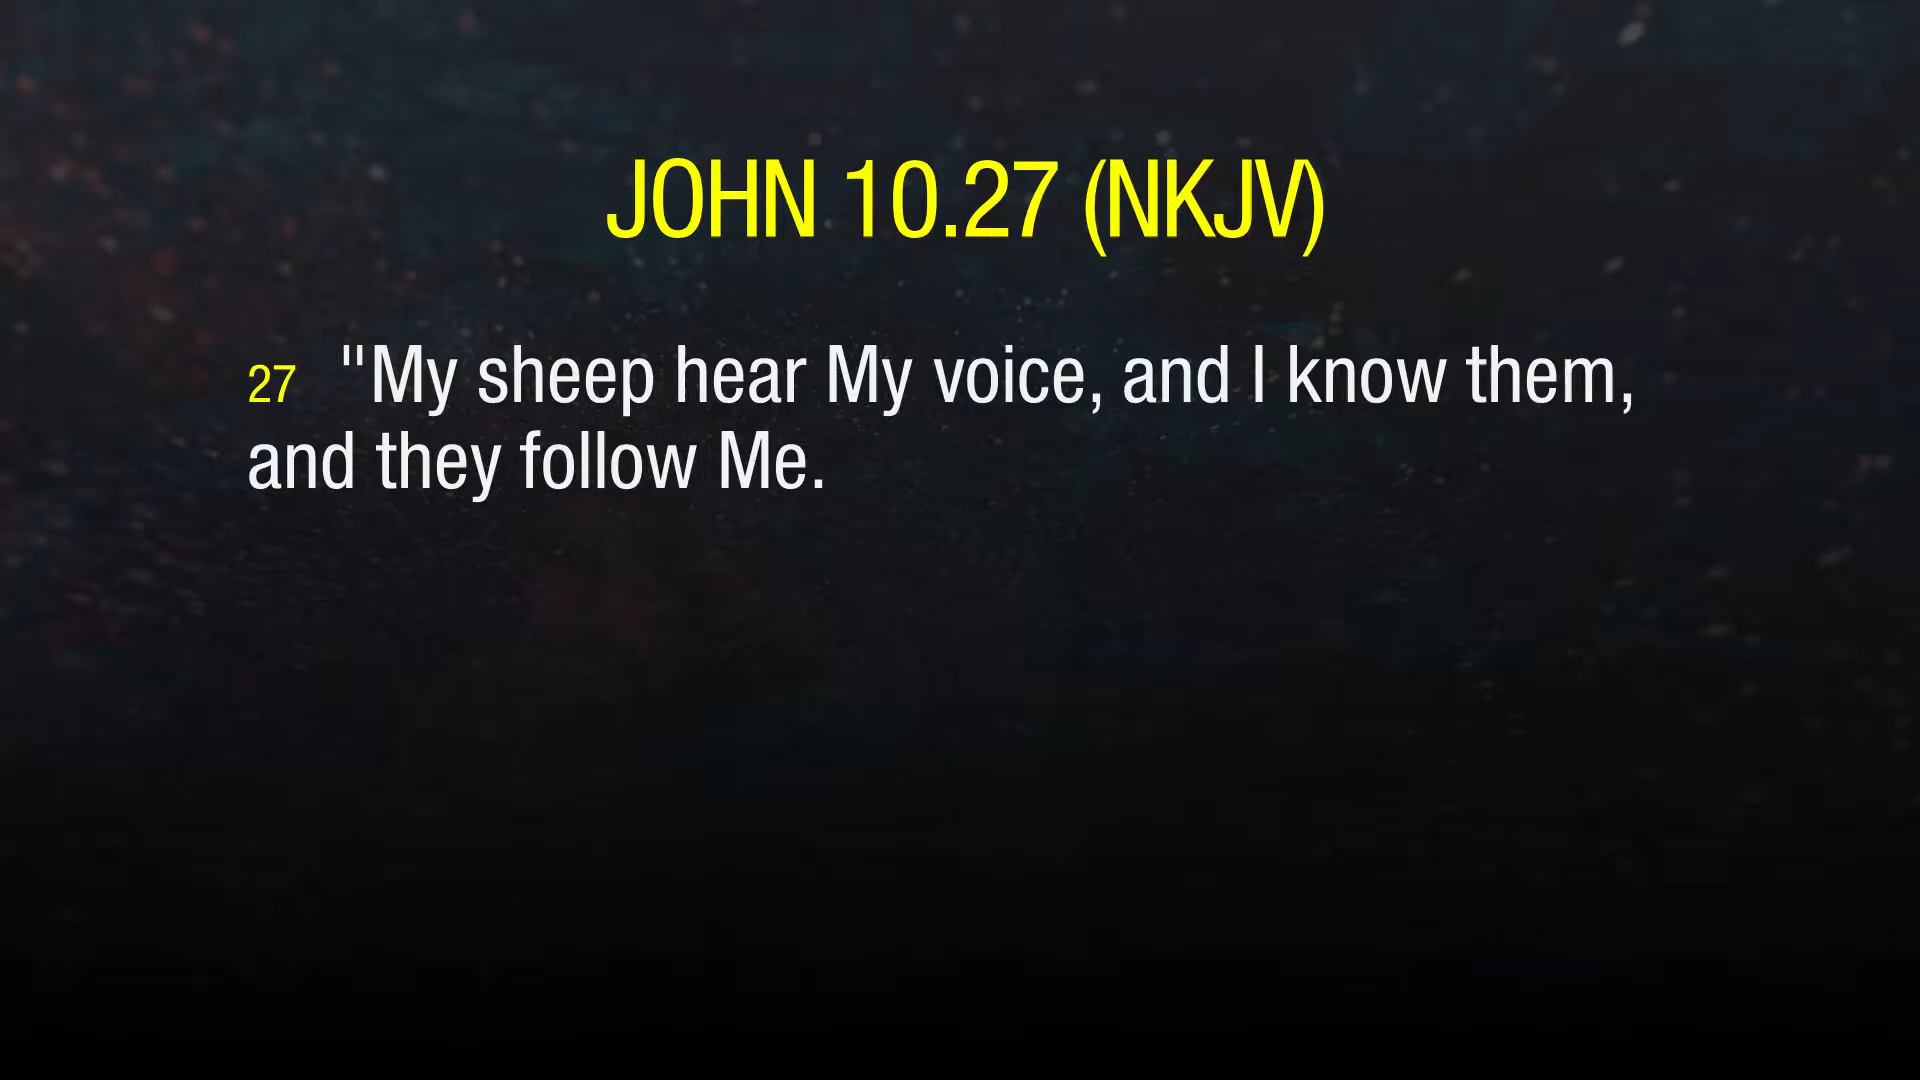 JOHN 10.27 (NKJV)
27 "My sheep hear My voice, and I know them,
and they follow Me.